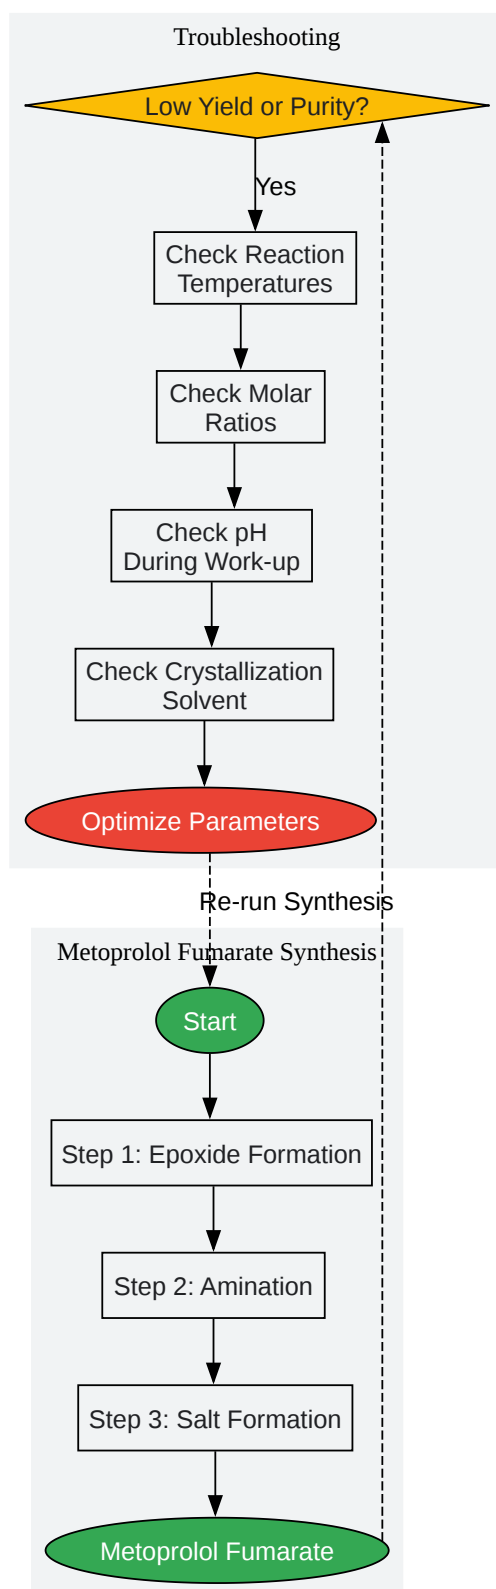 Troubleshooting
Low Yield or Purity?
Yes
Check Reaction
Temperatures
Check Molar
Ratios
Check pH
During Work-up
Check Crystallization
Solvent
Optimize Parameters
Re-run Synthesis
Metoprolol Fumarate Synthesis
Start
Step 1: Epoxide Formation
Step 2: Amination
Step 3: Salt Formation
Metoprolol Fumarate